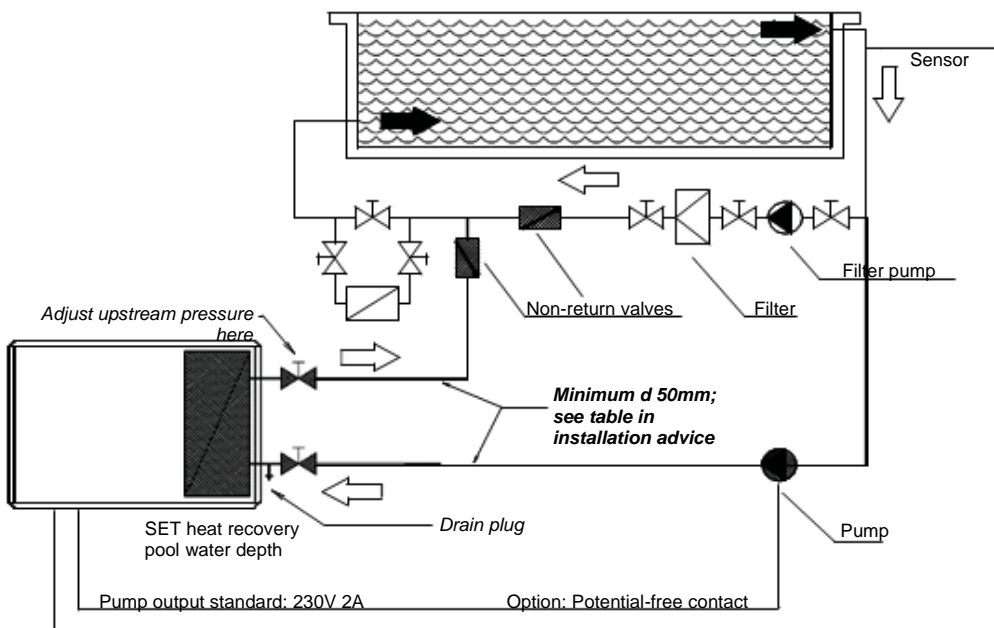 Sensor
Filter pump
Non-return valves
Filter
Adjust upstream pressure
here
Minimum d 50mm;
see table in
installation advice
SET heat recovery
pool water depth
Drain plug
Pump
Pump output standard: 230V 2A
Option: Potential-free contact